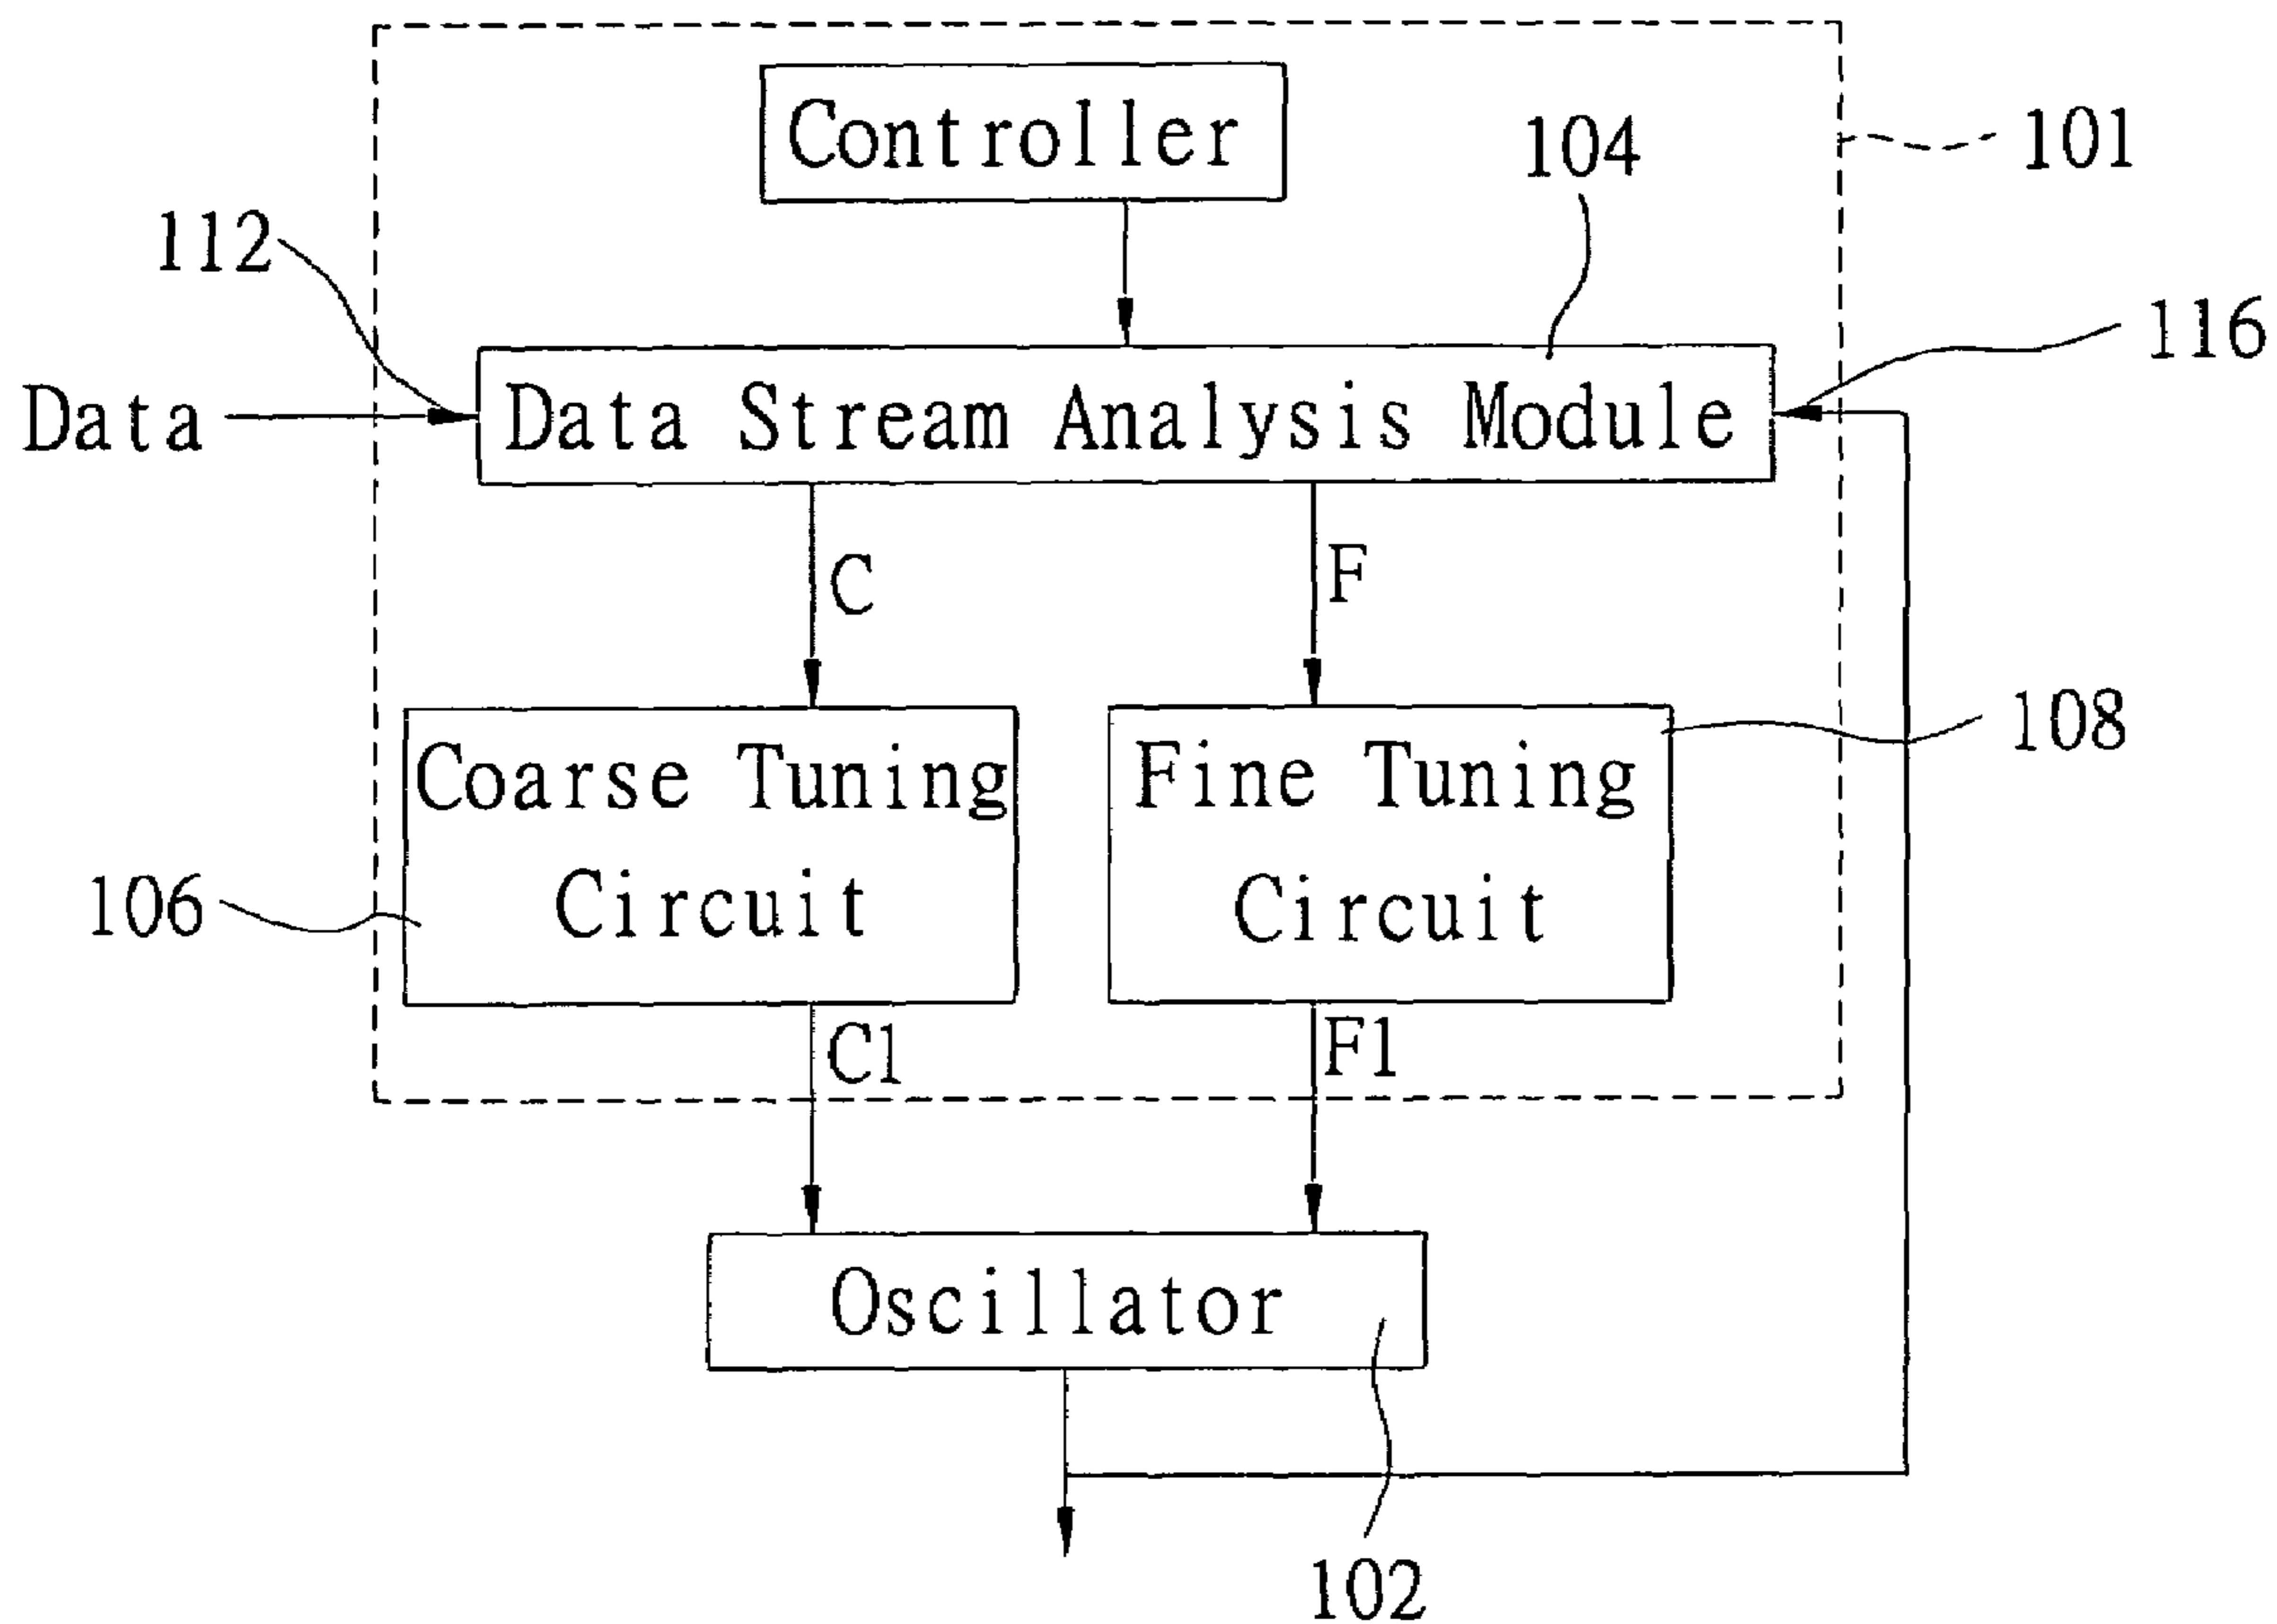 Controller
104
101
112
116
Data
Data Stream Analysis Module
C
F
108
Coarse Tuning
Circuit
Fine Tuning
Circuit
106
C1
F1
Oscillator
102